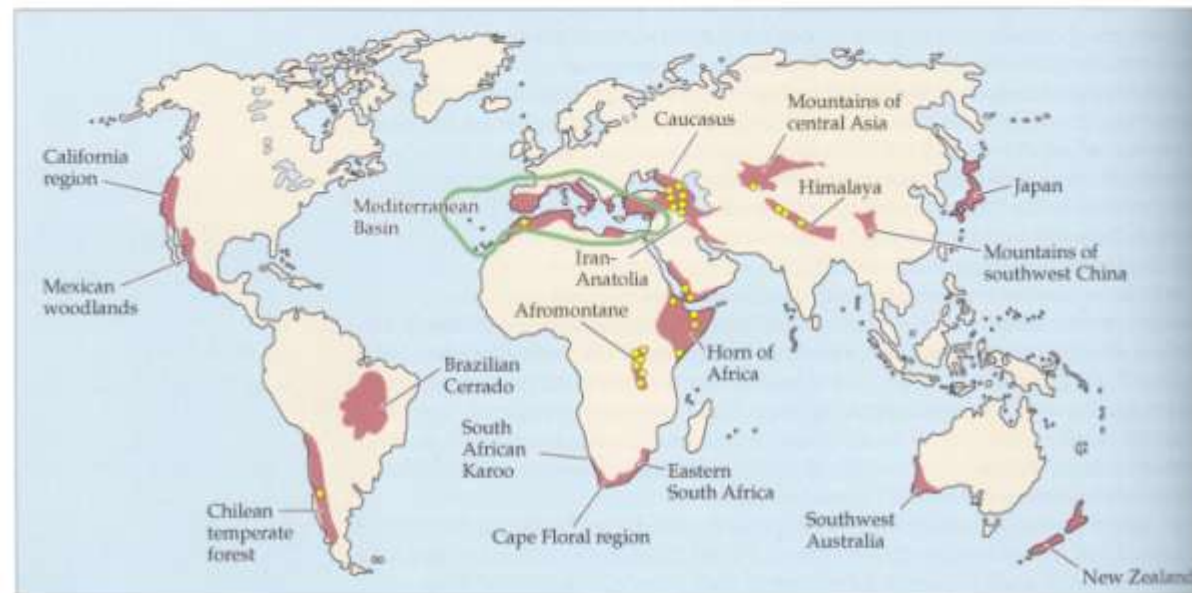 California
region
Mexican
woodlands
Mediterranean
Basin
Caucasus
Mountains of
central Asia
Himalaya
Japan
Mountains of
southwest China
Iran-
Anatolia
Afromontane
Horn of
Africa
Brazilian
Cerrado
South
African
Karoo
Eastern
South Africa
Cape Floral region
Chilean
temperate
forest
Southwest
Australia
New Zealand